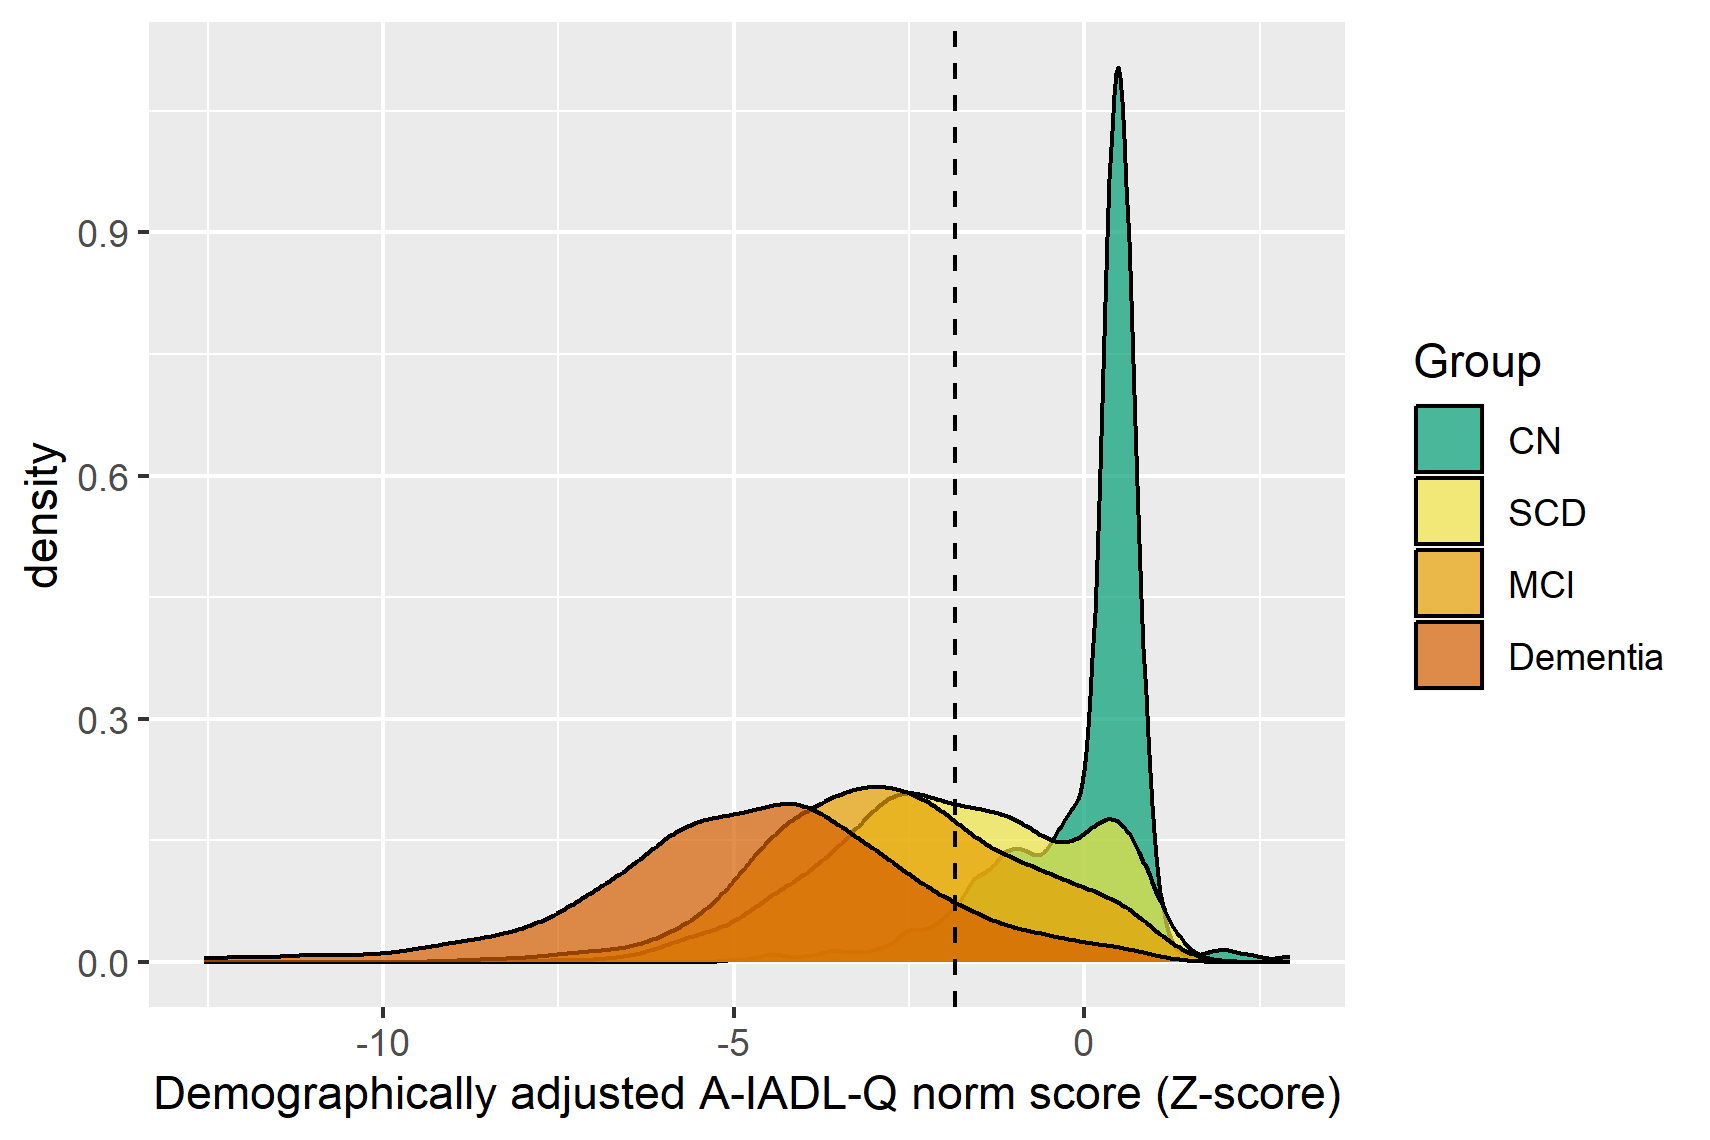 density
0.9
0.6
0.3
0.0
-10
-5
0
Demographically adjusted A-IADL-Q norm score (Z-score)
Group
CN
SCD
MCI
Dementia